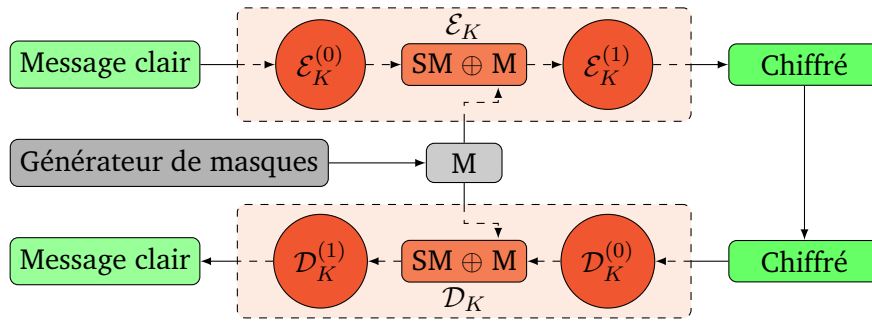 ℰ_K
Message clair
ℰ_K^(0)
SM ⊕ M
ℰ_K^(1)
Chiffré
Générateur de masques
M
Message clair
𝒟_K^(1)
SM ⊕ M
𝒟_K^(0)
Chiffré
𝒟_K